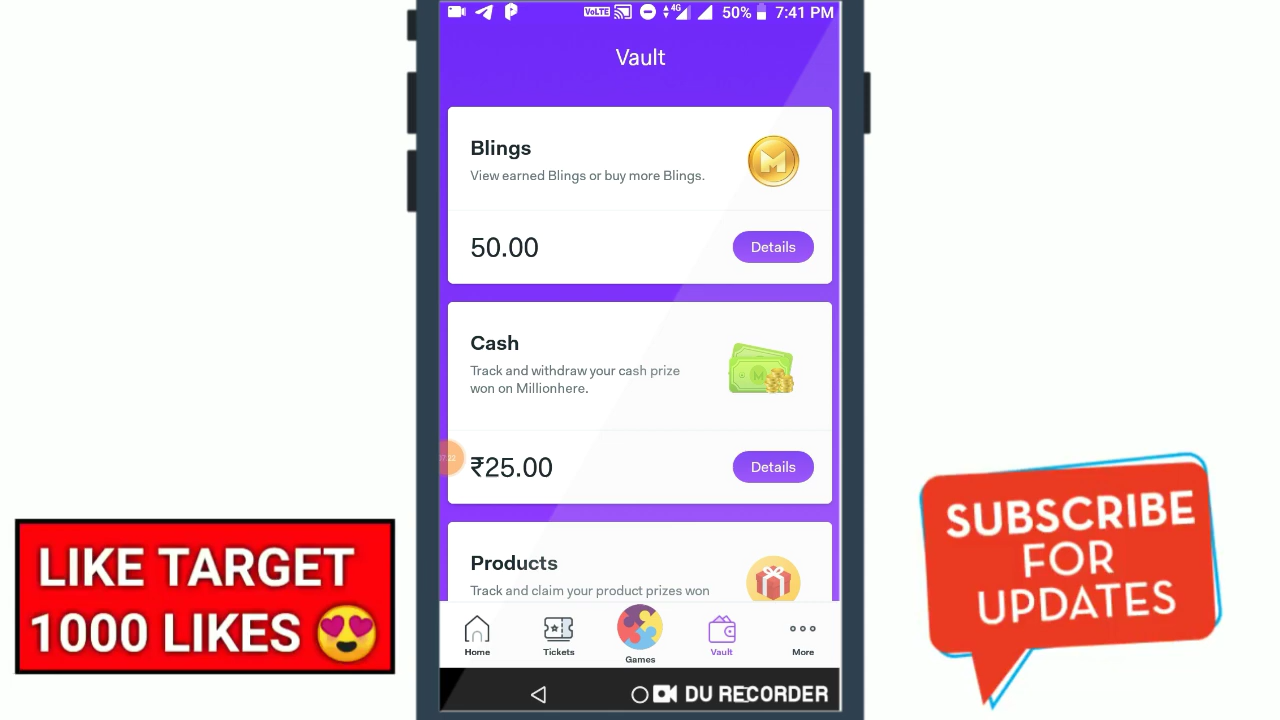 VoLTE 4G 50% 7:41 PM
Vault
Blings
View earned Blings or buy more Blings.
50.00
Details
Cash
Track and withdraw your cash prize
won on Millionhere.
₹25.00
Details
Products
Track and claim your product prizes won
Home
Tickets
Games
Vault
More
DU RECORDER
LIKE TARGET
1000 LIKES 😍
SUBSCRIBE
FOR
UPDATES